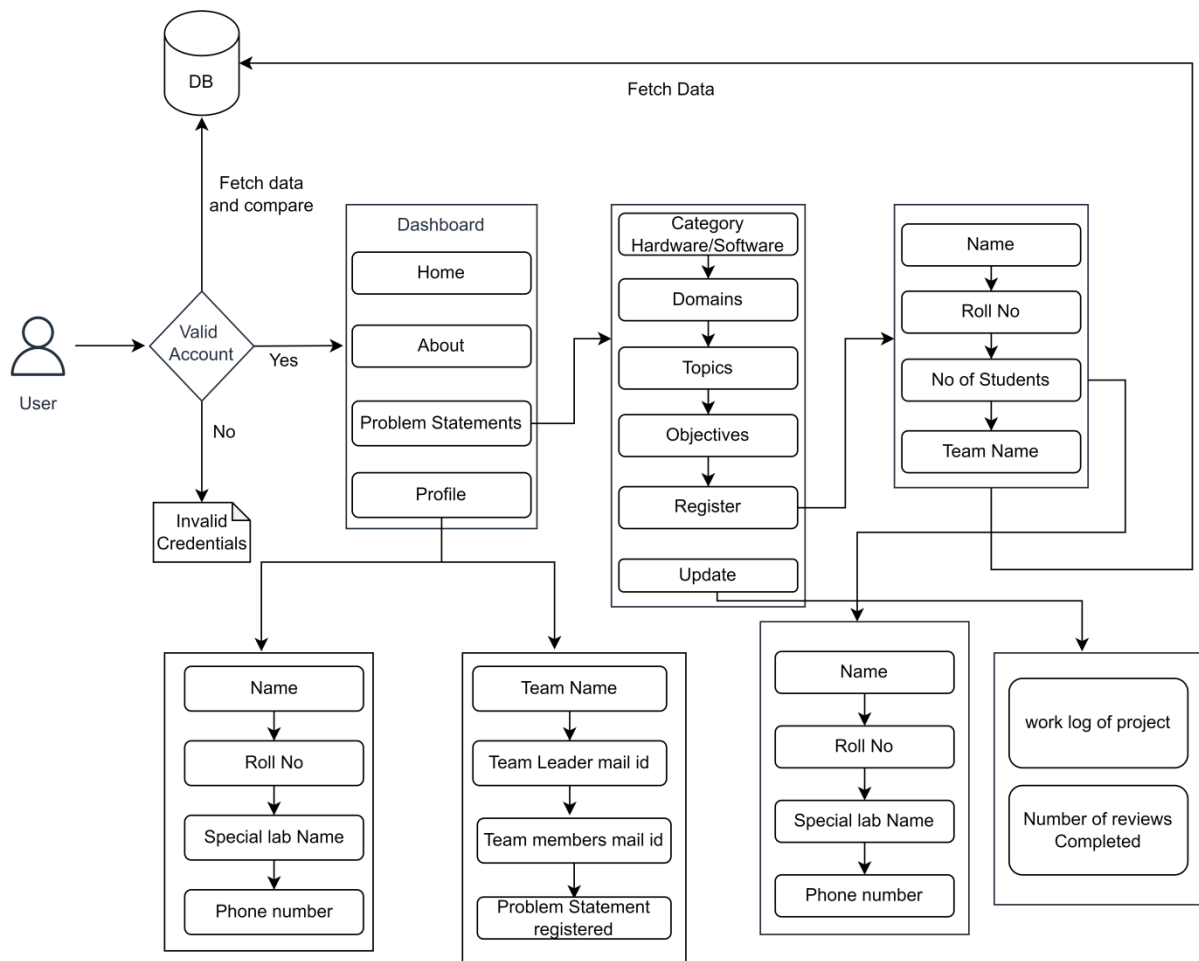 DB
Fetch Data
Fetch data
and compare
User
Valid
Account
Yes
No
Invalid
Credentials
Dashboard
Home
About
Problem Statements
Profile
Category
Hardware/Software
Domains
Topics
Objectives
Register
Update
Name
Roll No
No of Students
Team Name
Name
Roll No
Special lab Name
Phone number
Team Name
Team Leader mail id
Team members mail id
Problem Statement
registered
Name
Roll No
Special lab Name
Phone number
work log of project
Number of reviews
Completed